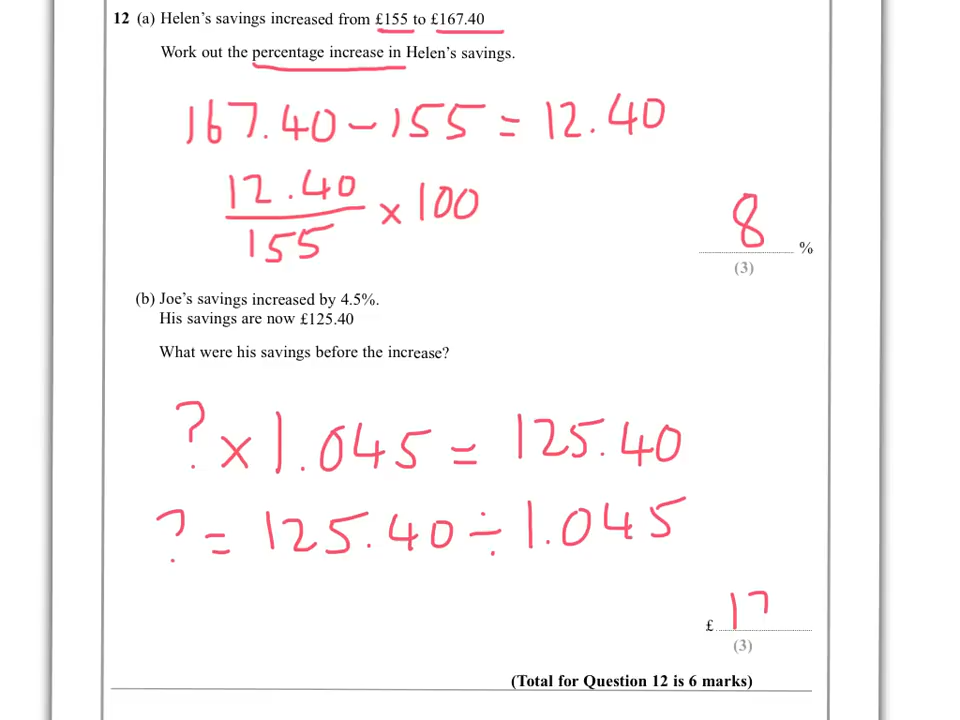 12 (a) Helen's savings increased from £155 to £167.40
Work out the percentage increase in Helen's savings.
167.40 - 155 = 12.40
12.40
155
× 100
8 %
(3)
(b) Joe's savings increased by 4.5%.
His savings are now £125.40
What were his savings before the increase?
? × 1.045 = 125.40
? = 125.40 ÷ 1.045
£ 1
(3)
(Total for Question 12 is 6 marks)